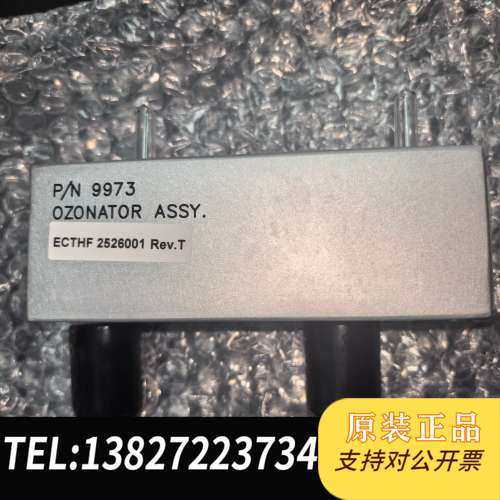 P/N 9973
OZONATOR ASSY.
ECTHF 2526001 Rev.T
TEL:13827223734
原装正品
支持对公开票